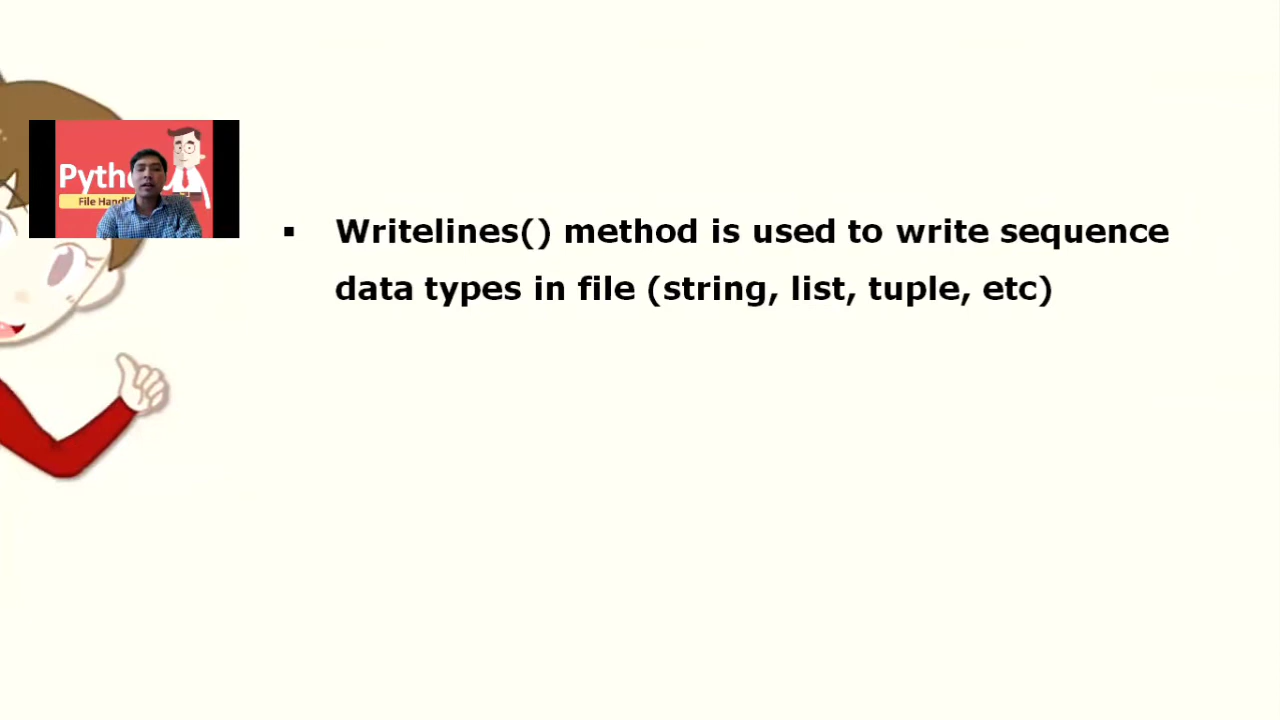 Pyth
File Handl
▪ Writelines() method is used to write sequence
data types in file (string, list, tuple, etc)